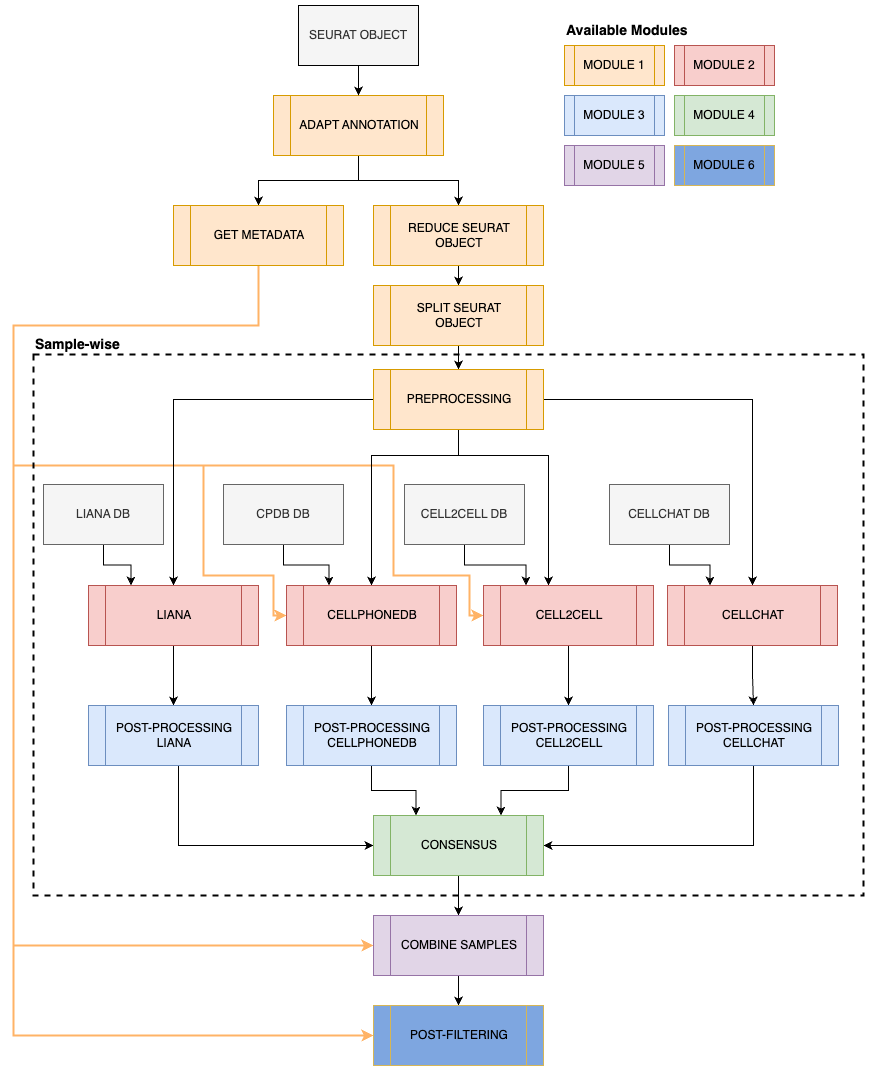 SEURAT OBJECT
Available Modules
MODULE 1
MODULE 2
ADAPT ANNOTATION
MODULE 3
MODULE 4
MODULE 5
MODULE 6
GET METADATA
REDUCE SEURAT
OBJECT
SPLIT SEURAT
OBJECT
Sample-wise
PREPROCESSING
LIANA DB
CPDB DB
CELL2CELL DB
CELLCHAT DB
LIANA
CELLPHONEDB
CELL2CELL
CELLCHAT
POST-PROCESSING
LIANA
POST-PROCESSING
CELLPHONEDB
POST-PROCESSING
CELL2CELL
POST-PROCESSING
CELLCHAT
CONSENSUS
COMBINE SAMPLES
POST-FILTERING